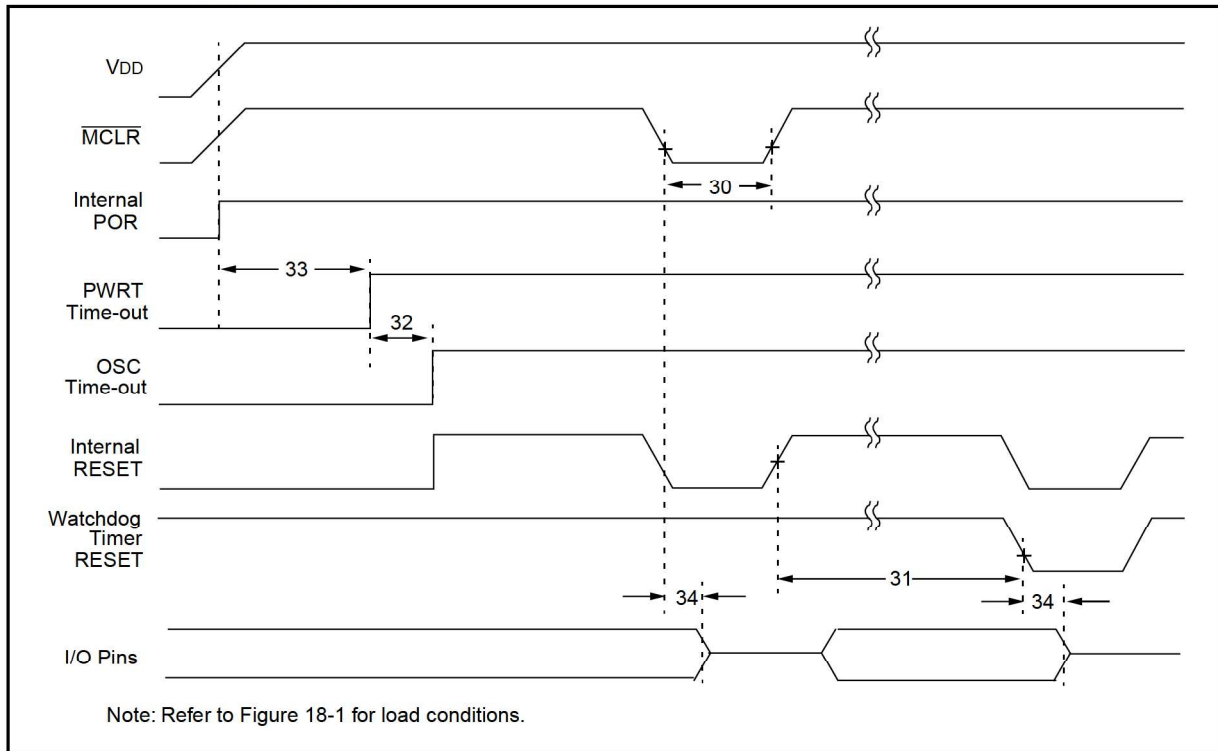 VDD
MCLR
30
Internal
POR
33
PWRT
Time-out
32
OSC
Time-out
Internal
RESET
Watchdog
Timer
RESET
31
34
34
I/O Pins
Note: Refer to Figure 18-1 for load conditions.